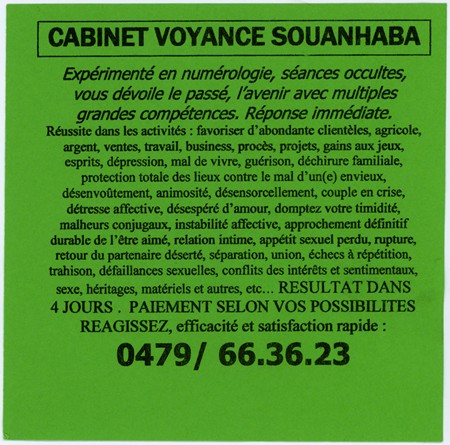 CABINET VOYANCE SOUANHABA
Expérimenté en numérologie, séances occultes,
vous dévoile le passé, l'avenir avec multiples
grandes compétences. Réponse immédiate.
Réussite dans les activités : favoriser d'abondante clientèles, agricole,
argent, ventes, travail, business, procès, projets, gains aux jeux,
esprits, dépression, mal de vivre, guérison, déchirure familiale,
protection totale des lieux contre le mal d'un(e) envieux,
désenvoûtement, animosité, désensorcellement, couple en crise,
détresse affective, désespéré d'amour, domptez votre timidité,
malheurs conjugaux, instabilité affective, approchement définitif
durable de l'être aimé, relation intime, appétit sexuel perdu, rupture,
retour du partenaire déserté, séparation, union, échecs à répétition,
trahison, défaillances sexuelles, conflits des intérêts et sentimentaux,
sexe, héritages, matériels et autres, etc... RESULTAT DANS
4 JOURS . PAIEMENT SELON VOS POSSIBILITES
REAGISSEZ, efficacité et satisfaction rapide :
0479/ 66.36.23